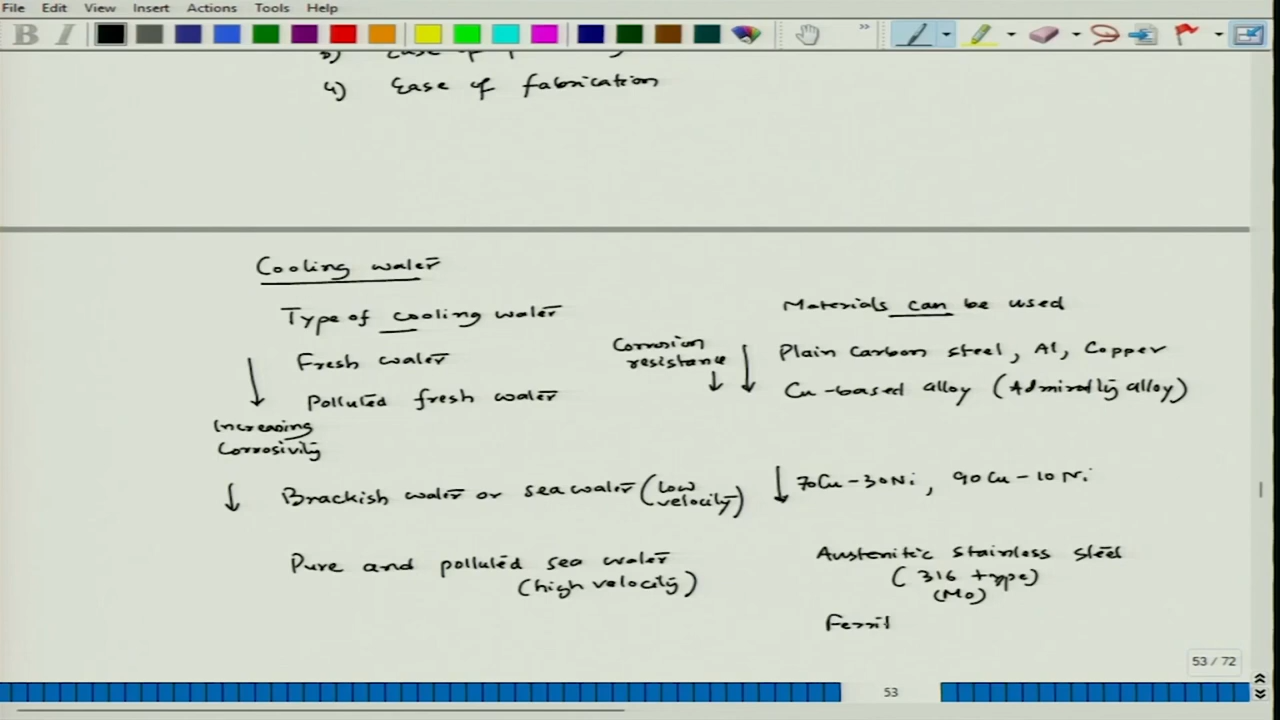 File Edit View Insert Actions Tools Help
B I
4) Ease of fabrication
Cooling water
Type of cooling water
Materials can be used
Fresh water
Corrosion resistance
Plain carbon steel, Al, Copper
Polluted fresh water
Cu-based alloy (Admiralty alloy)
Increasing
Corrosivity
Brackish water or sea water (low velocity)
70Cu-30Ni, 90Cu-10Ni
Pure and polluted sea water
(high velocity)
Austenitic stainless steel
(316 type)
(Mo)
Ferrit
53 / 72
53